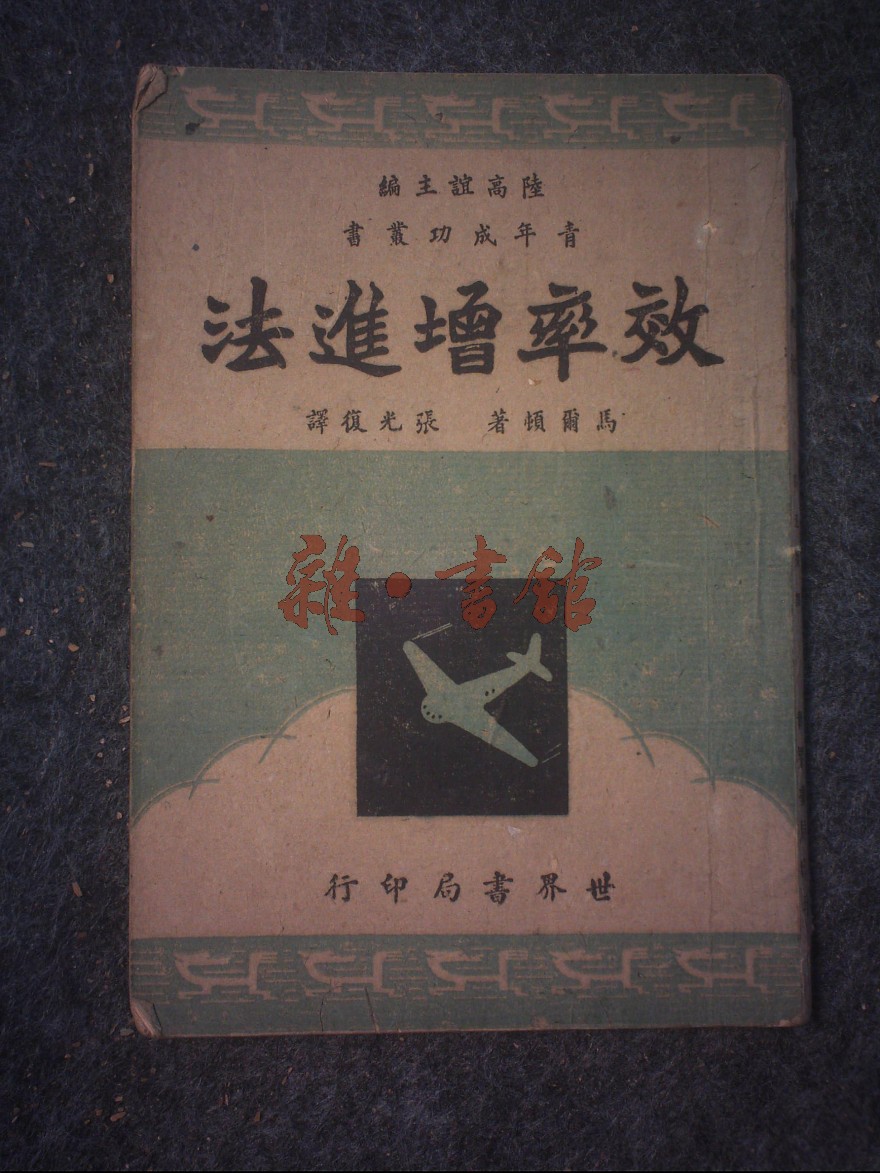 陸高誼主編
青年成功叢書
效率增進法
馬爾頓著 張光復譯
雜·書館
世界書局印行